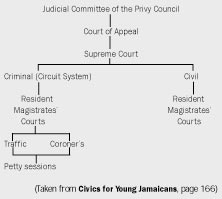 Judicial Committee of the Privy Council
Court of Appeal
Supreme Court
Criminal (Circuit System)
Civil
Resident
Magistrates'
Courts
Resident
Magistrates'
Courts
Traffic
Coroner's
Petty sessions
(Taken from Civics for Young Jamaicans, page 166)